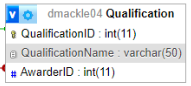 v dmackle04 Qualification
QualificationID : int(11)
QualificationName : varchar(50)
# AwarderID : int(11)